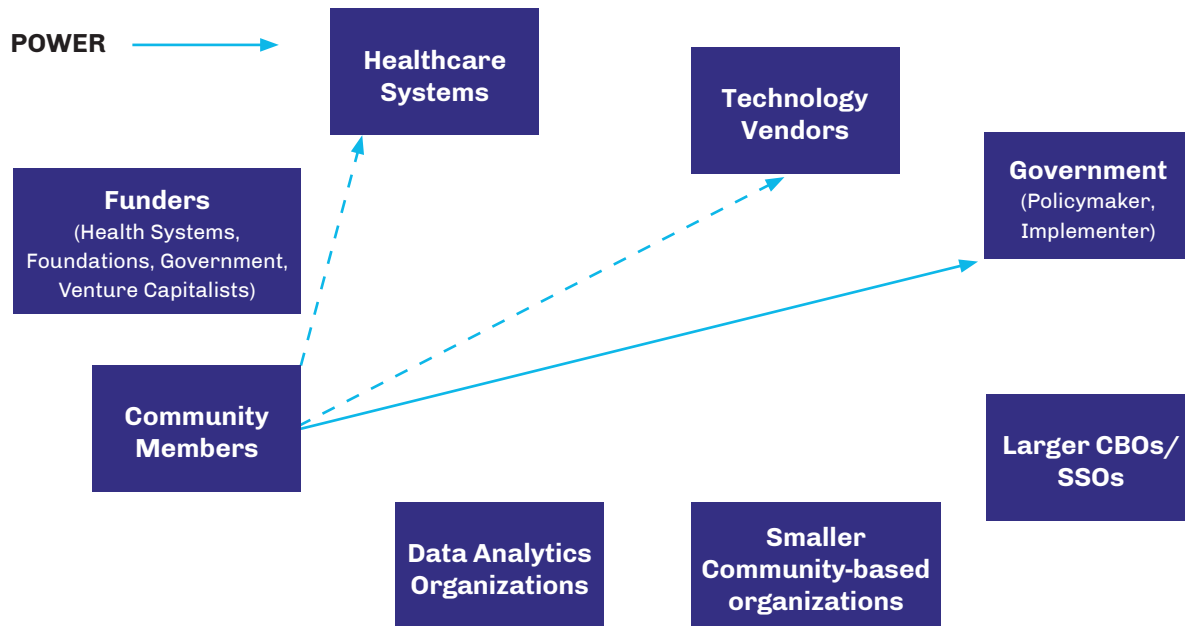 POWER
Healthcare
Systems
Technology
Vendors
Government
(Policymaker,
Implementer)
Funders
(Health Systems,
Foundations, Government,
Venture Capitalists)
Community
Members
Larger CBOs/
SSOs
Data Analytics
Organizations
Smaller
Community-based
organizations